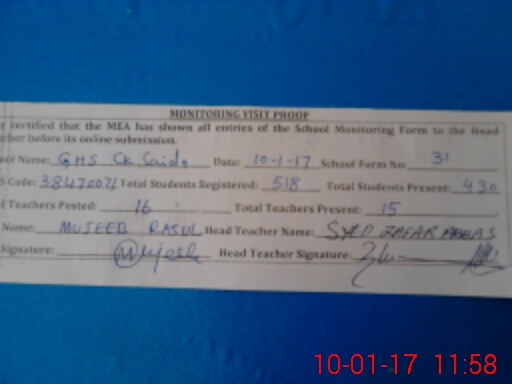 MONITORING VISIT PROOF
certified that the MEA has shown all entries of the School Monitoring Form to the Head
before its online submission.
Name: GHS CK Saida Date: 10-1-17 School Form No. 31
Code: 38470071 Total Students Registered: 518 Total Students Present: 430
Teachers Posted: 16 Total Teachers Present: 15
Name: MUJEEB RASUL Head Teacher Name: SYED ZAFAR ABBAS
Signature: Mujeeb Head Teacher Signature:
10-01-17 11:58